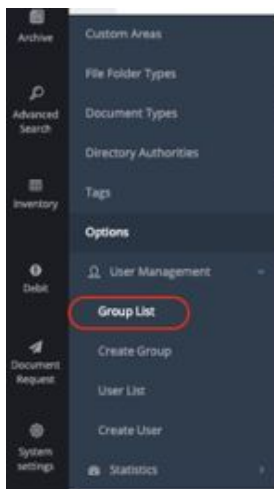 Archive
Advanced
Search
Inventory
Debit
Document
Request
System
settings
Custom Areas
File Folder Types
Document Types
Directory Authorities
Tags
Options
User Management
Group List
Create Group
User List
Create User
Statistics